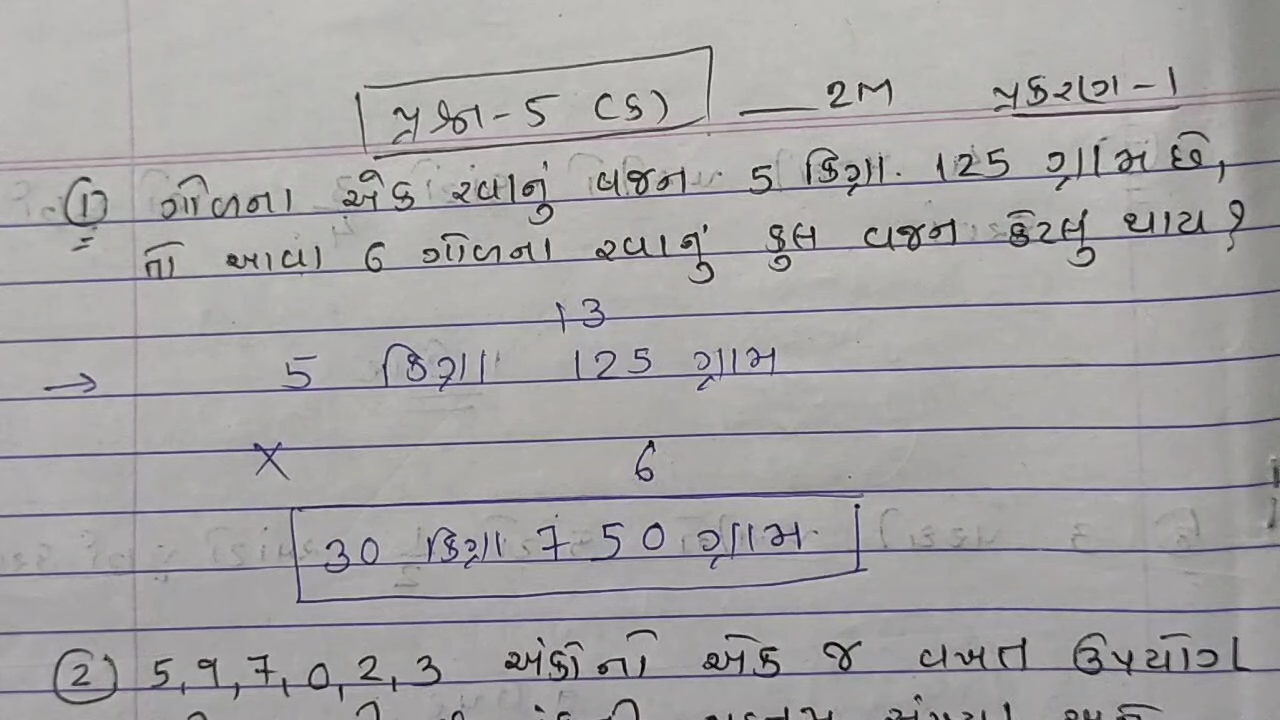 પ્રશ્ન - 5 (ક) — 2M પ્રકરણ - 1
① ગોળના એક રવાનું વજન 5 કિગ્રા. 125 ગ્રામ છે,
તો આવા 6 ગોળના રવાનું કુલ વજન કેટલું થાય?
13
→ 5 કિગ્રા 125 ગ્રામ
× 6
30 કિગ્રા 750 ગ્રામ.
② 5, 9, 7, 0, 2, 3 અંકોનો એક જ વખત ઉપયોગ